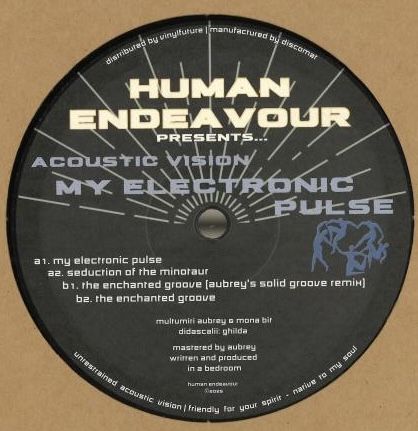 distributed by vinylfuture | manufactured by discomat
HUMAN
ENDEAVOUR
PRESENTS...
ACOUSTIC VISION
MY ELECTRONIC
PULSE
a1. my electronic pulse
a2. seduction of the minotaur
b1. the enchanted groove (aubrey's solid groove remix)
b2. the enchanted groove
multumiri aubrey & mona bit
didascalii: ghilda
mastered by aubrey
written and produced
in a bedroom
human endeavour
©2025
unrestrained acoustic vision | friendly for your spirit - native to my soul